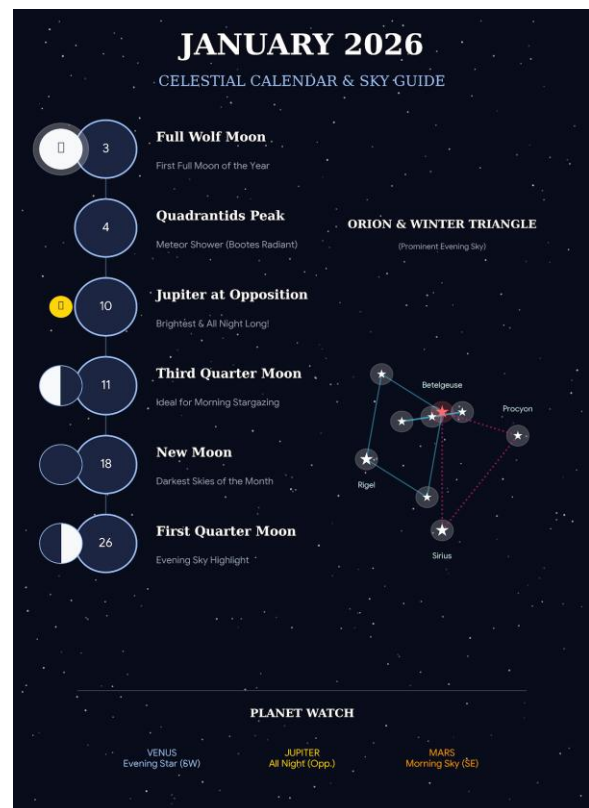 JANUARY 2026
CELESTIAL CALENDAR & SKY GUIDE
3
Full Wolf Moon
First Full Moon of the Year
4
Quadrantids Peak
Meteor Shower (Bootes Radiant)
10
Jupiter at Opposition
Brightest & All Night Long!
11
Third Quarter Moon
Ideal for Morning Stargazing
18
New Moon
Darkest Skies of the Month
26
First Quarter Moon
Evening Sky Highlight
ORION & WINTER TRIANGLE
(Prominent Evening Sky)
Betelgeuse
Procyon
Rigel
Sirius
PLANET WATCH
VENUS
Evening Star (SW)
JUPITER
All Night (Opp.)
MARS
Morning Sky (SE)